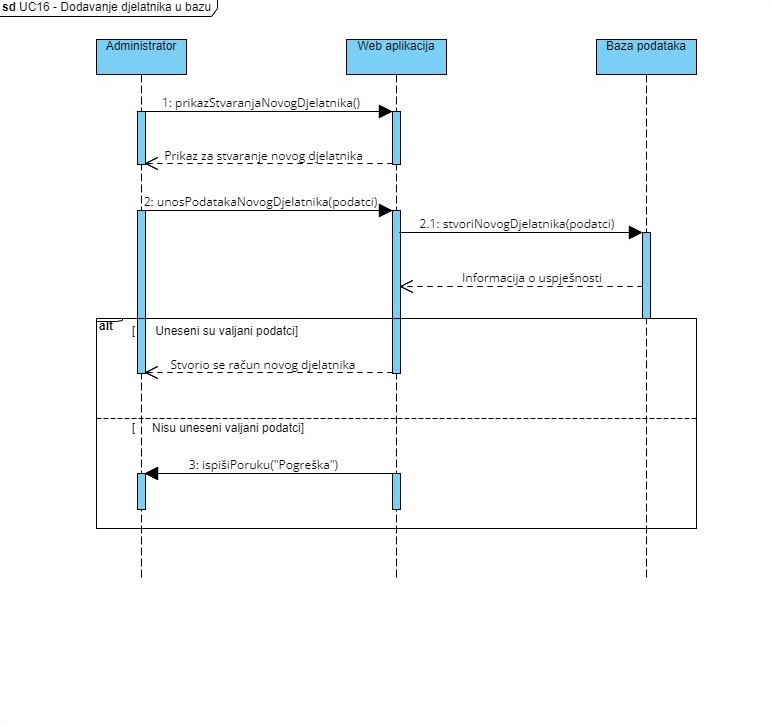 sd UC16 - Dodavanje djelatnika u bazu
Administrator
Web aplikacija
Baza podataka
1: prikazStvaranjaNovogDjelatnika()
Prikaz za stvaranje novog djelatnika
2: unosPodatakaNovogDjelatnika(podatci)
2.1: stvoriNovogDjelatnika(podatci)
Informacija o uspješnosti
alt
[ Uneseni su valjani podatci]
Stvorio se račun novog djelatnika
[ Nisu uneseni valjani podatci]
3: ispišiPoruku("Pogreška")